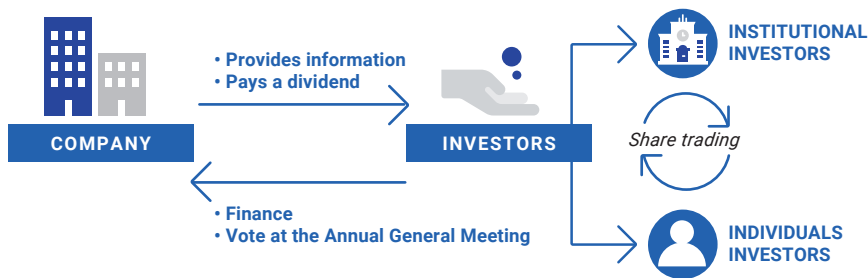 • Provides information
• Pays a dividend
COMPANY
INVESTORS
• Finance
• Vote at the Annual General Meeting
INSTITUTIONAL
INVESTORS
Share trading
INDIVIDUALS
INVESTORS